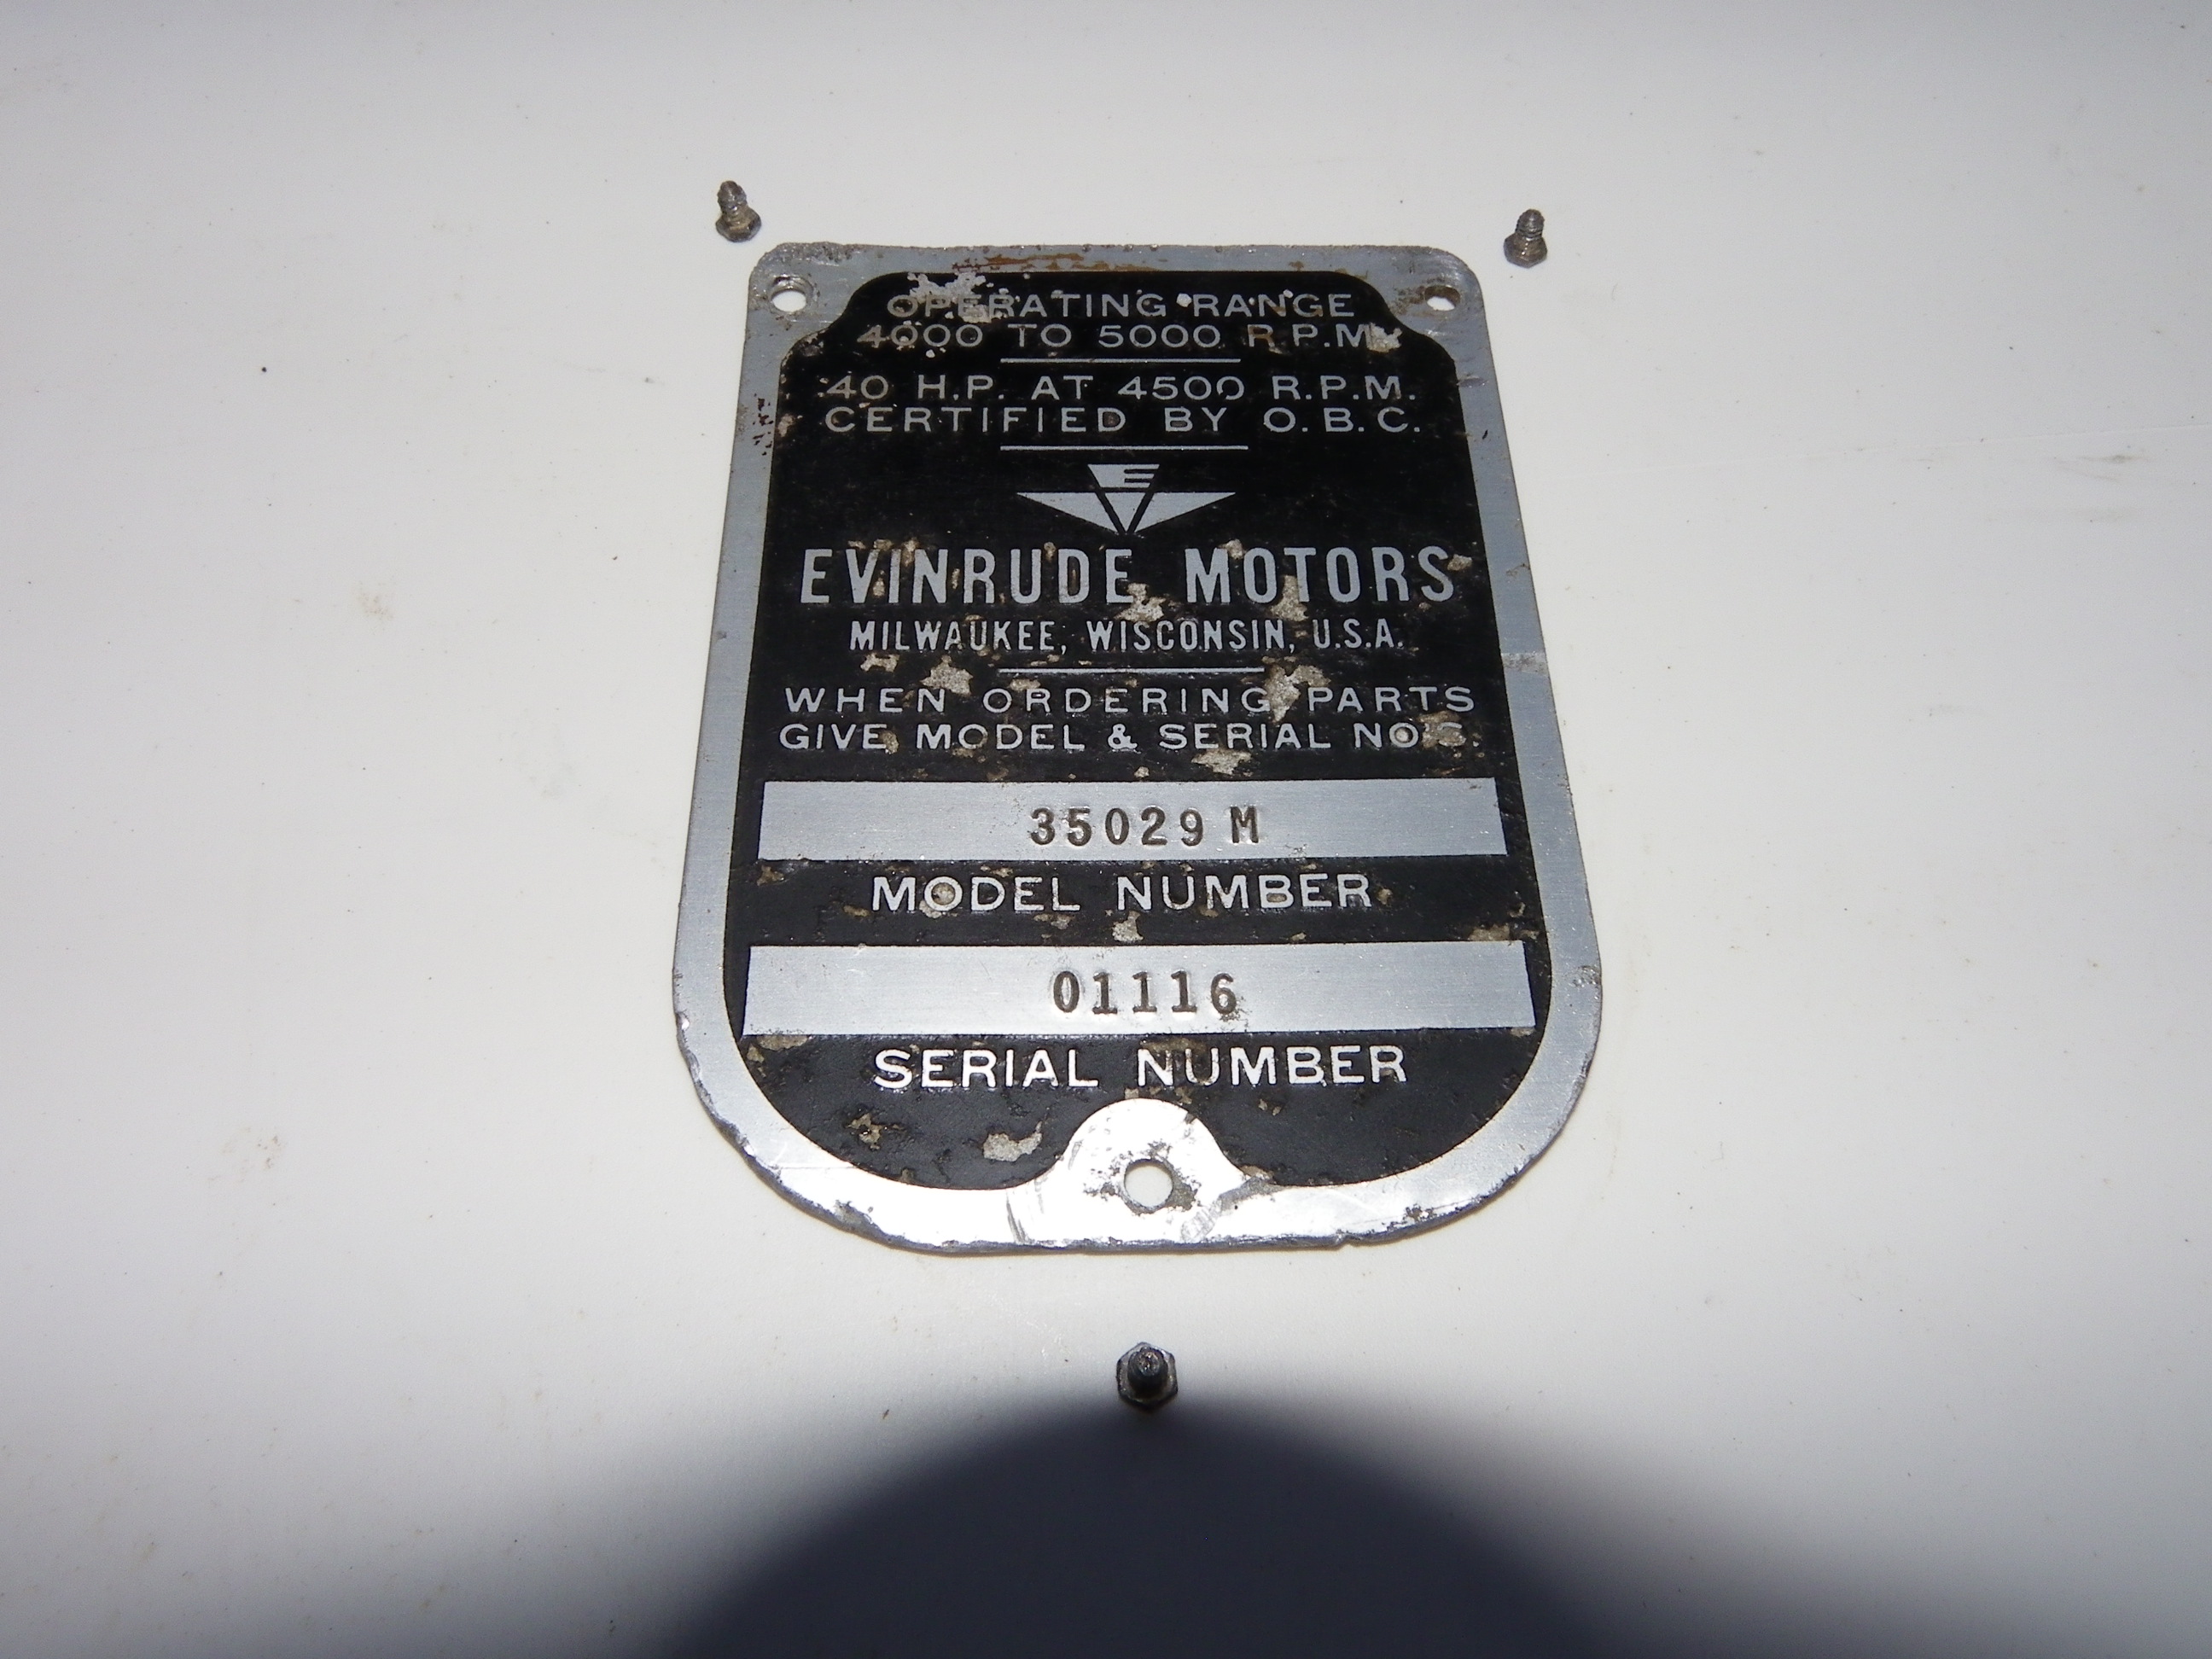 OPERATING RANGE
4000 TO 5000 R.P.M.
40 H.P. AT 4500 R.P.M.
CERTIFIED BY O.B.C.
E
EVINRUDE MOTORS
MILWAUKEE, WISCONSIN, U.S.A.
WHEN ORDERING PARTS
GIVE MODEL & SERIAL NO'S.
35029 M
MODEL NUMBER
01116
SERIAL NUMBER